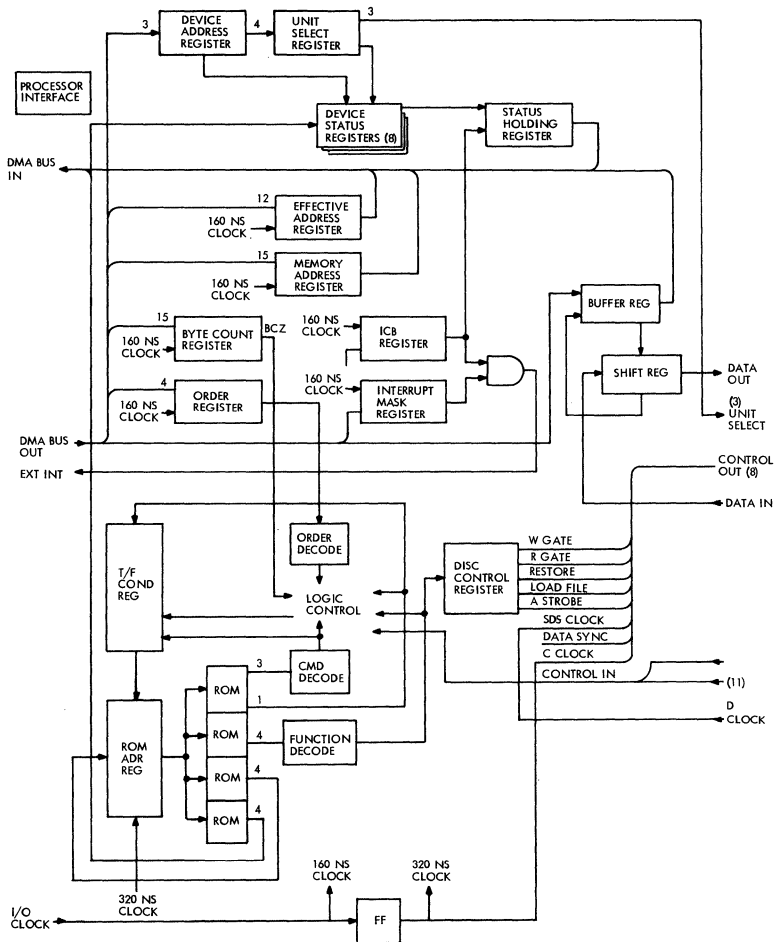 3
DEVICE
ADDRESS
REGISTER
4
UNIT
SELECT
REGISTER
3
PROCESSOR
INTERFACE
DEVICE
STATUS
REGISTERS (8)
STATUS
HOLDING
REGISTER
DMA BUS
IN
12
160 NS
CLOCK
EFFECTIVE
ADDRESS
REGISTER
15
160 NS
CLOCK
MEMORY
ADDRESS
REGISTER
BUFFER REG
15
160 NS
CLOCK
BYTE COUNT
REGISTER
BCZ
160 NS
CLOCK
ICB
REGISTER
SHIFT REG
DATA
OUT
4
160 NS
CLOCK
ORDER
REGISTER
160 NS
CLOCK
INTERRUPT
MASK
REGISTER
(3)
UNIT
SELECT
DMA BUS
OUT
EXT INT
CONTROL
OUT (8)
DATA IN
T/F
COND
REG
ORDER
DECODE
LOGIC
CONTROL
DISC
CONTROL
REGISTER
W GATE
R GATE
RESTORE
LOAD FILE
A STROBE
SDS CLOCK
DATA SYNC
C CLOCK
CONTROL IN
(11)
D
CLOCK
3
CMD
DECODE
ROM
1
ROM
ADR
REG
ROM
4
FUNCTION
DECODE
ROM
4
ROM
4
320 NS
CLOCK
160 NS
CLOCK
320 NS
CLOCK
I/O
CLOCK
FF